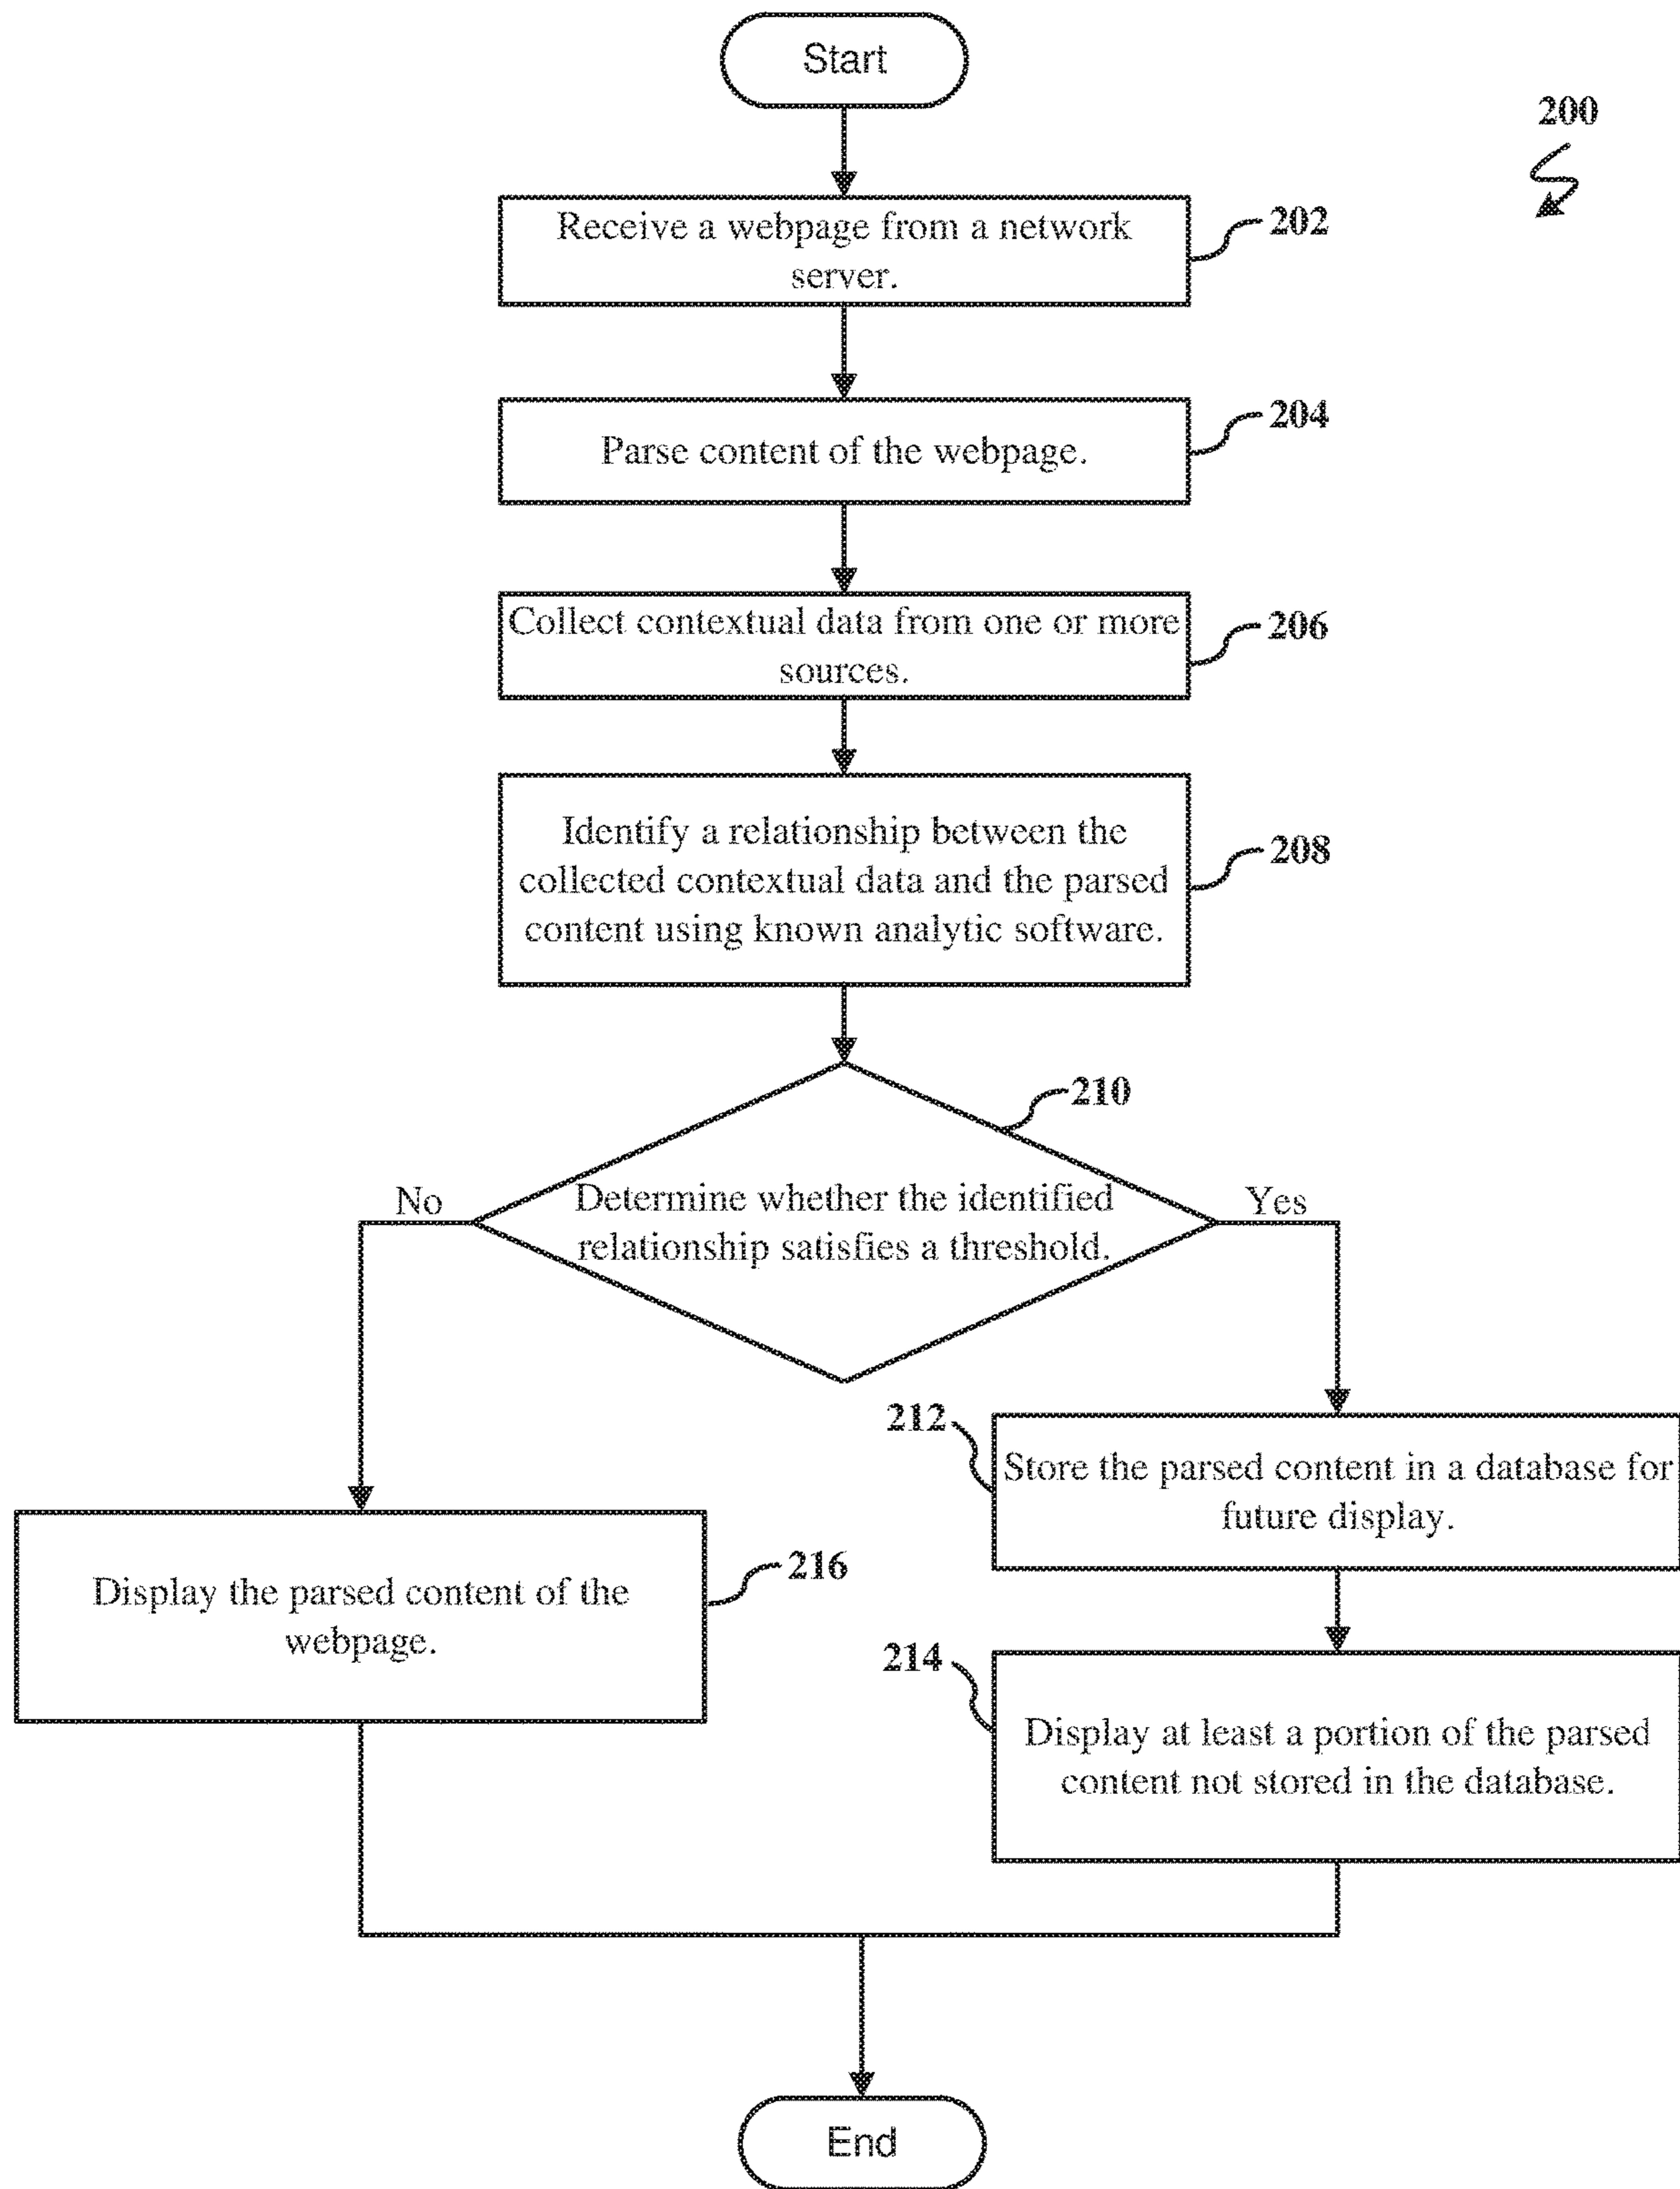 Start
200
Receive a webpage from a network
server.
202
Parse content of the webpage.
204
Collect contextual data from one or more
sources.
206
Identify a relationship between the
collected contextual data and the parsed
content using known analytic software.
208
210
No
Determine whether the identified
relationship satisfies a threshold.
Yes
212
Store the parsed content in a database for
future display.
Display the parsed content of the
webpage.
216
214
Display at least a portion of the parsed
content not stored in the database.
End